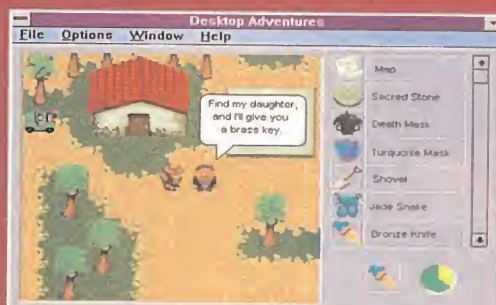 Desktop Adventures
File Options Window Help
Find my daughter,
and I'll give you
a brass key.
Map
Sacred Stone
Death Mask
Turquoise Mask
Shovel
Jade Snake
Bronze Knife